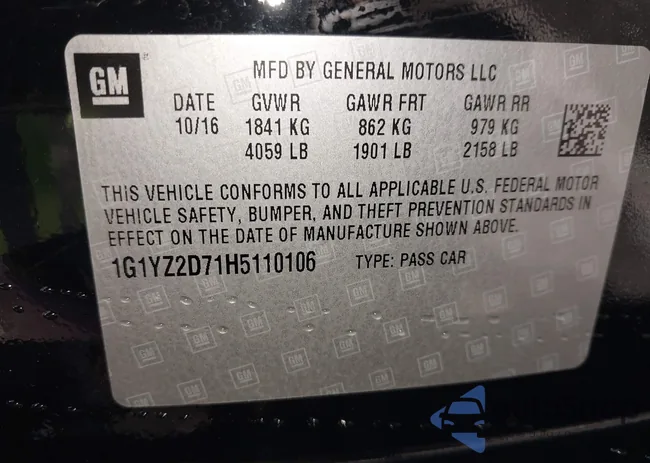 GM
MFD BY GENERAL MOTORS LLC
DATE GVWR GAWR FRT GAWR RR
10/16 1841 KG 862 KG 979 KG
4059 LB 1901 LB 2158 LB
THIS VEHICLE CONFORMS TO ALL APPLICABLE U.S. FEDERAL MOTOR
VEHICLE SAFETY, BUMPER, AND THEFT PREVENTION STANDARDS IN
EFFECT ON THE DATE OF MANUFACTURE SHOWN ABOVE.
1G1YZ2D71H5110106 TYPE: PASS CAR